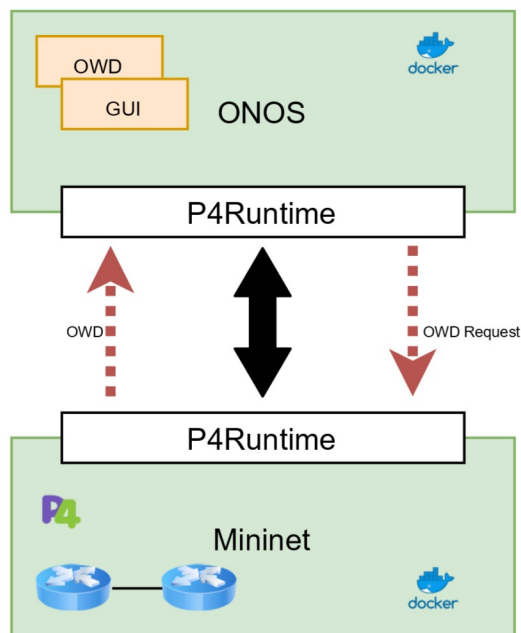 OWD
docker
GUI
ONOS
P4Runtime
OWD
OWD Request
P4Runtime
P4
Mininet
docker